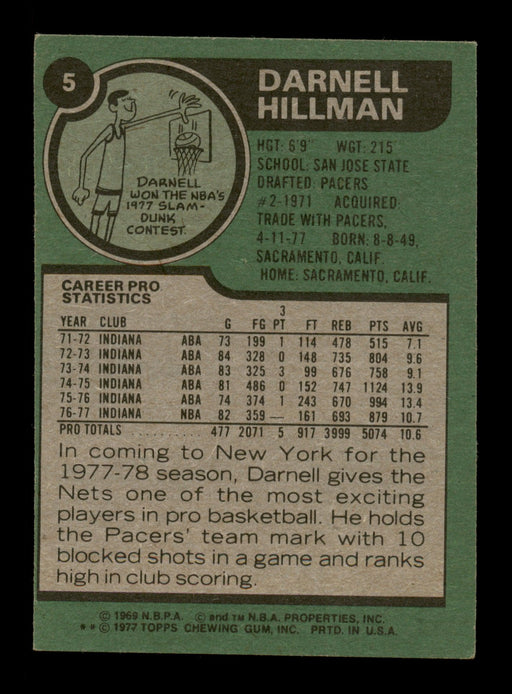 5
DARNELL
HILLMAN
DARNELL
WON THE NBA'S
1977 SLAM-
DUNK
CONTEST.
HGT: 6'9" WGT: 215
SCHOOL: SAN JOSE STATE
DRAFTED: PACERS
#2-1971 ACQUIRED:
TRADE WITH PACERS,
4-11-77 BORN: 8-8-49,
SACRAMENTO, CALIF.
HOME: SACRAMENTO, CALIF.
CAREER PRO
STATISTICS
3
YEAR CLUB G FG PT FT REB PTS AVG
71-72 INDIANA ABA 73 199 1 114 478 515 7.1
72-73 INDIANA ABA 84 328 0 148 735 804 9.6
73-74 INDIANA ABA 83 325 3 99 676 758 9.1
74-75 INDIANA ABA 81 486 0 152 747 1124 13.9
75-76 INDIANA ABA 74 374 1 243 670 994 13.4
76-77 INDIANA NBA 82 359 — 161 693 879 10.7
PRO TOTALS ............ 477 2071 5 917 3999 5074 10.6
In coming to New York for the
1977-78 season, Darnell gives the
Nets one of the most exciting
players in pro basketball. He holds
the Pacers' team mark with 10
blocked shots in a game and ranks
high in club scoring.
© 1969 N.B.P.A. © and TM N.B.A. PROPERTIES, INC.
** © 1977 TOPPS CHEWING GUM, INC. PRTD. IN U.S.A.